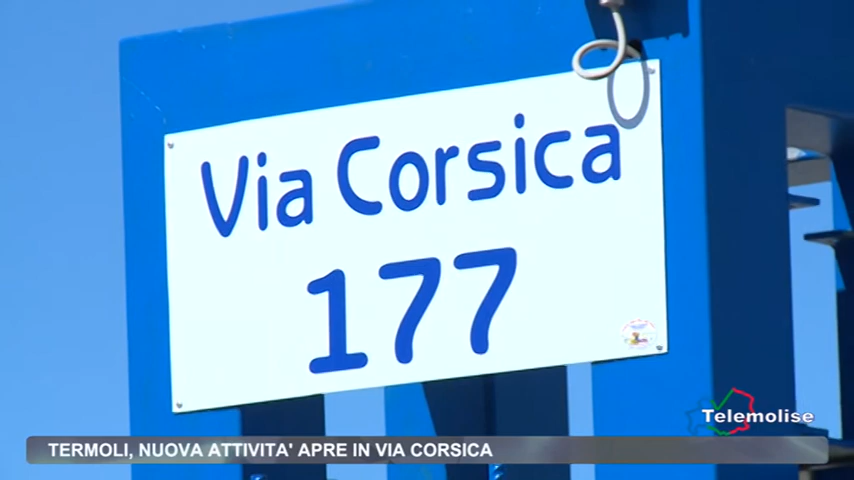 Via Corsica
177
Telemolise
TERMOLI, NUOVA ATTIVITA' APRE IN VIA CORSICA